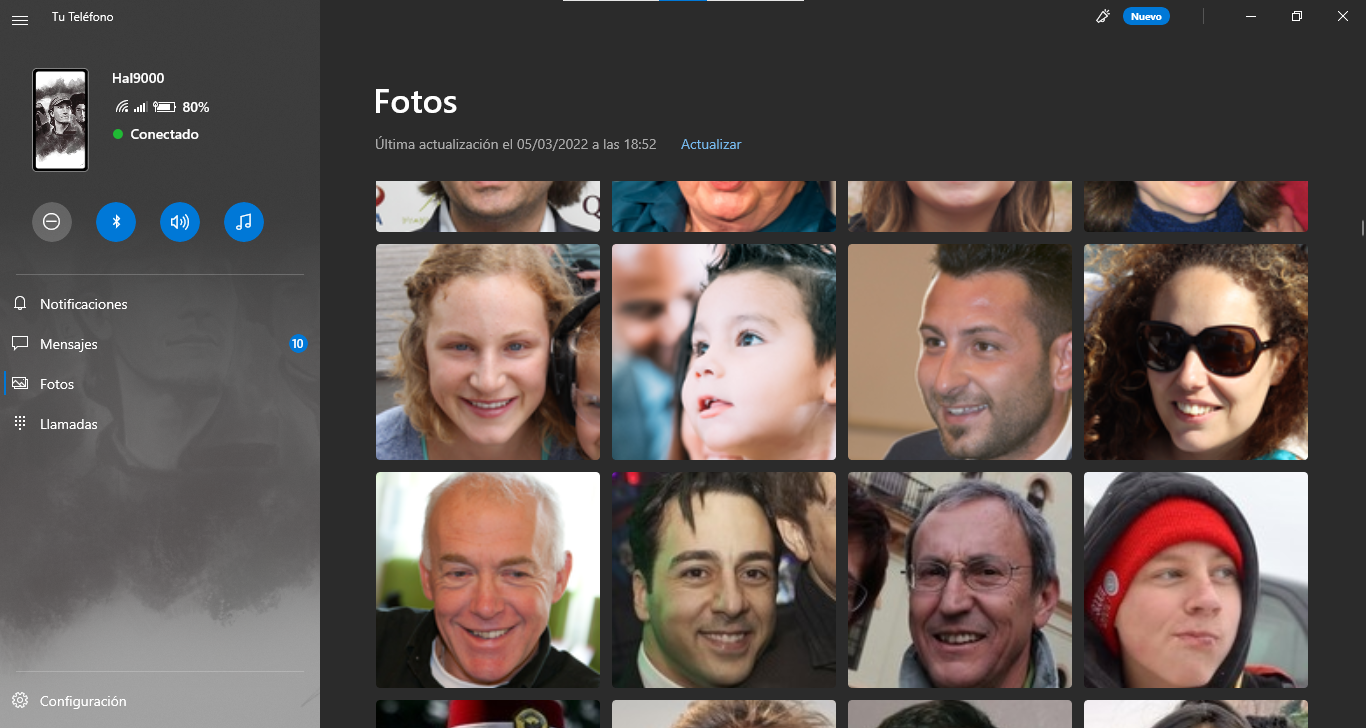 Tu Teléfono
Nuevo
Hal9000
80%
Conectado
Fotos
Última actualización el 05/03/2022 a las 18:52
Actualizar
Notificaciones
Mensajes
10
Fotos
Llamadas
Configuración